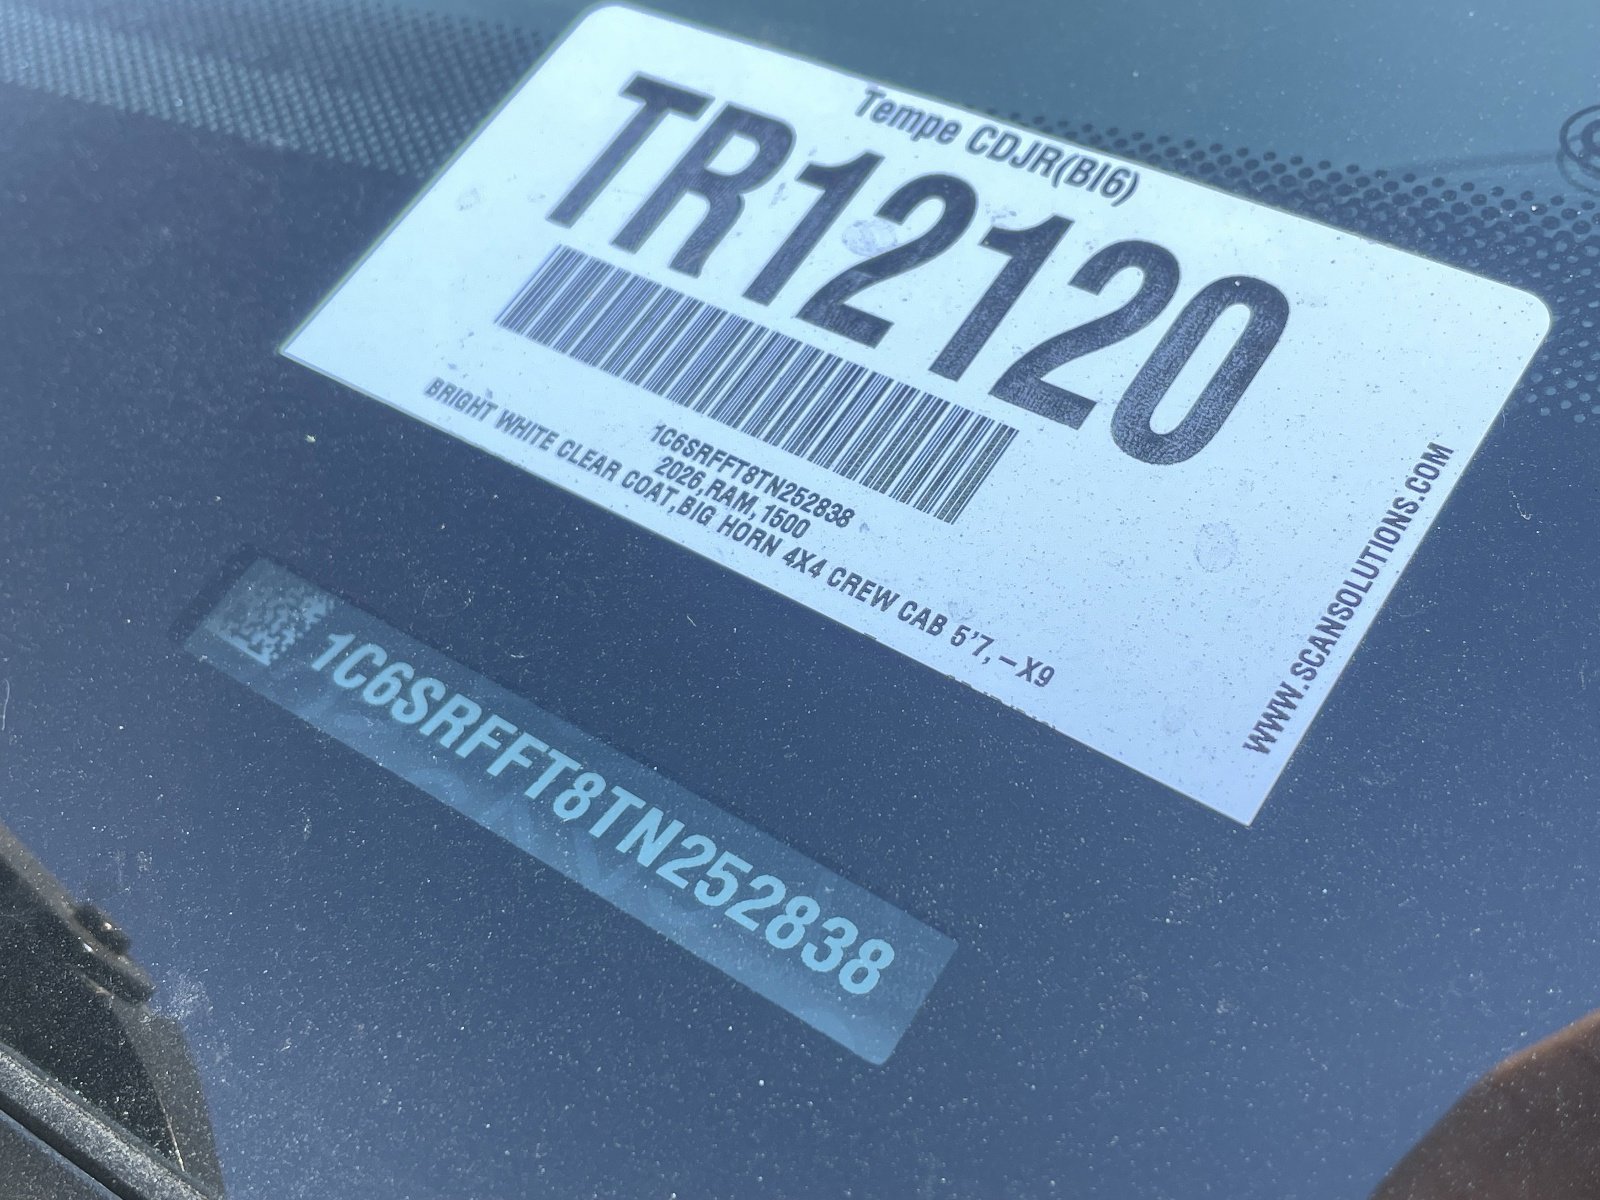 Tempe CDJR(BI6)
TR12120
1C6SRFFT8TN252838
2026,RAM,1500
BRIGHT WHITE CLEAR COAT,BIG HORN 4X4 CREW CAB 5'7,–X9
WWW.SCANSOLUTIONS.COM
1C6SRFFT8TN252838